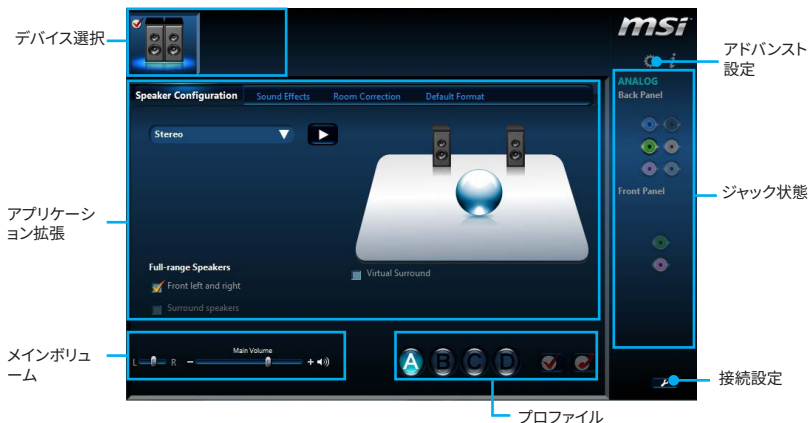 デバイス選択
msi
i
アドバンスト
設定
ANALOG
Back Panel
Speaker Configuration
Sound Effects
Room Correction
Default Format
Stereo
Front Panel
ジャック状態
アプリケーシ
ョン拡張
Full-range Speakers
Front left and right
Surround speakers
Virtual Surround
メインボリュ
ーム
Main Volume
L
R
-
+
A
B
C
D
接続設定
プロファイル